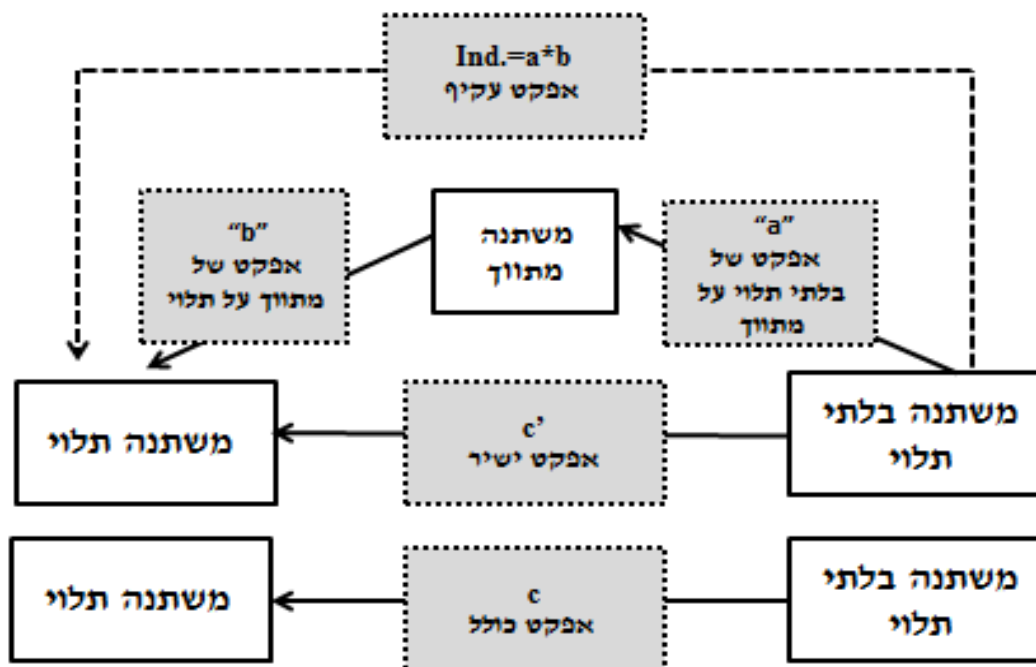 Ind.=a*b
אפקט עקיף
“a”
אפקט של
בלתי תלוי על
מתווך
משתנה
מתווך
“b”
אפקט של
מתווך על תלוי
משתנה בלתי
תלוי
c’
אפקט ישיר
משתנה תלוי
משתנה בלתי
תלוי
c
אפקט כולל
משתנה תלוי